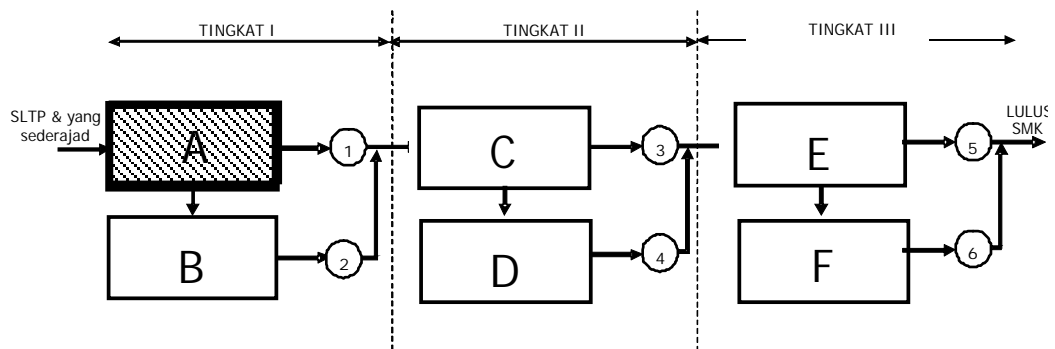 TINGKAT I
TINGKAT II
TINGKAT III
SLTP & yang
sederajad
A
1
C
3
E
5
LULUS
SMK
B
2
D
4
F
6